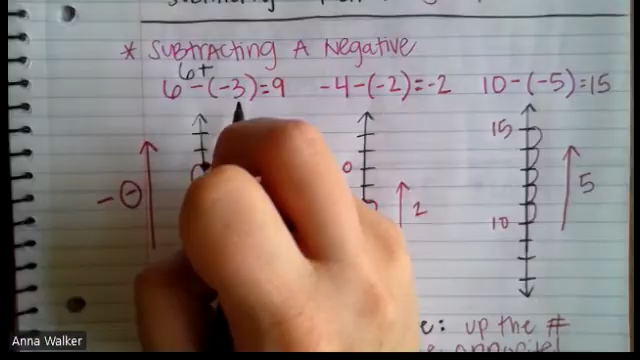 * SUBTRACTING A Negative
6+
6-(-3)=9 -4-(-2)=-2 10-(-5)=15
15
0
2
5
10
-⊖
up the #
Anna Walker